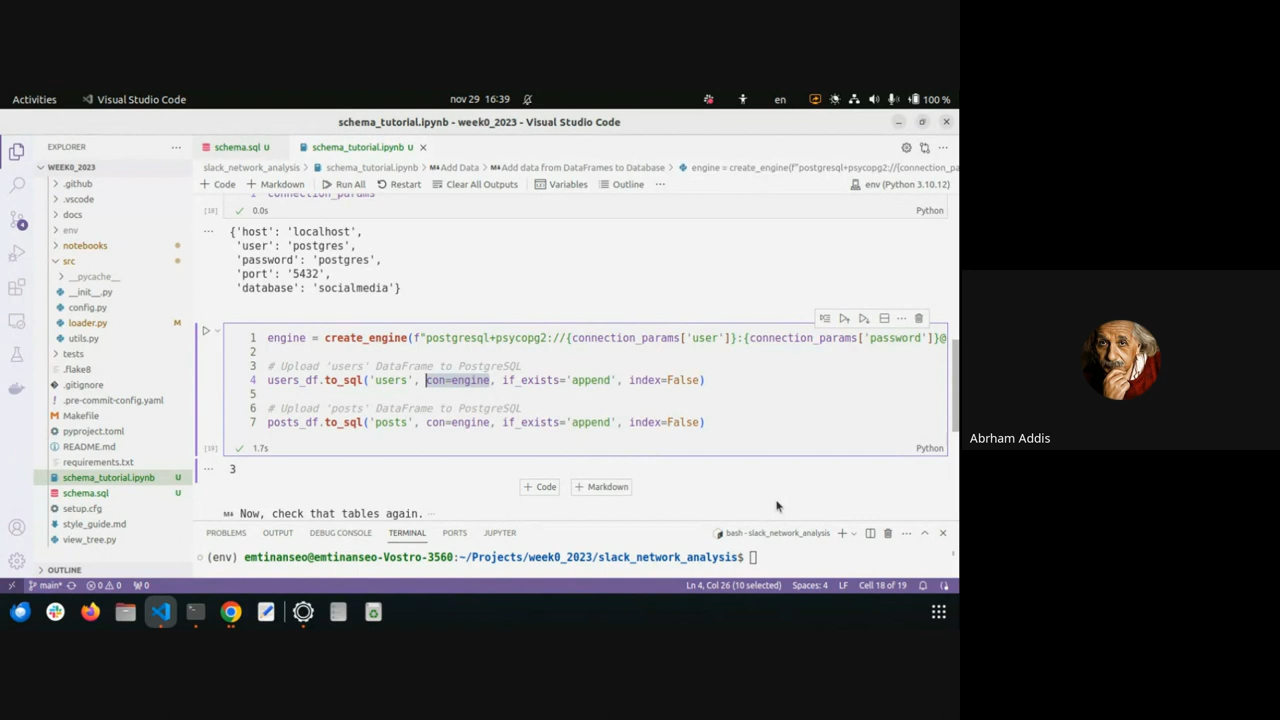 Activities Visual Studio Code nov 29 16:39 en 100 %
schema_tutorial.ipynb - week0_2023 - Visual Studio Code
EXPLORER
WEEK0_2023
.github
.vscode
docs
env
notebooks
src
__pycache__
__init__.py
config.py
loader.py M
utils.py
tests
.flake8
.gitignore
.pre-commit-config.yaml
Makefile
pyproject.toml
README.md
requirements.txt
schema_tutorial.ipynb U
schema.sql U
setup.cfg
style_guide.md
view_tree.py
OUTLINE
schema.sql U schema_tutorial.ipynb U
slack_network_analysis > schema_tutorial.ipynb > Add Data > Add data from DataFrames to Database > engine = create_engine(f"postgresql+psycopg2://{connection_pa
+ Code + Markdown Run All Restart Clear All Outputs Variables Outline ... env (Python 3.10.12)
1 connection_params
[18] 0.0s Python
{'host': 'localhost',
'user': 'postgres',
'password': 'postgres',
'port': '5432',
'database': 'socialmedia'}
1 engine = create_engine(f"postgresql+psycopg2://{connection_params['user']}:{connection_params['password']}@
2
3 # Upload 'users' DataFrame to PostgreSQL
4 users_df.to_sql('users', con=engine, if_exists='append', index=False)
5
6 # Upload 'posts' DataFrame to PostgreSQL
7 posts_df.to_sql('posts', con=engine, if_exists='append', index=False)
[19] 1.7s Python
3
+ Code + Markdown
Now, check that tables again. ...
PROBLEMS OUTPUT DEBUG CONSOLE TERMINAL PORTS JUPYTER bash - slack_network_analysis
(env) emtinanseo@emtinanseo-Vostro-3560:~/Projects/week0_2023/slack_network_analysis$
main* 0 0 0 Ln 4, Col 26 (10 selected) Spaces: 4 LF Cell 18 of 19
Abrham Addis